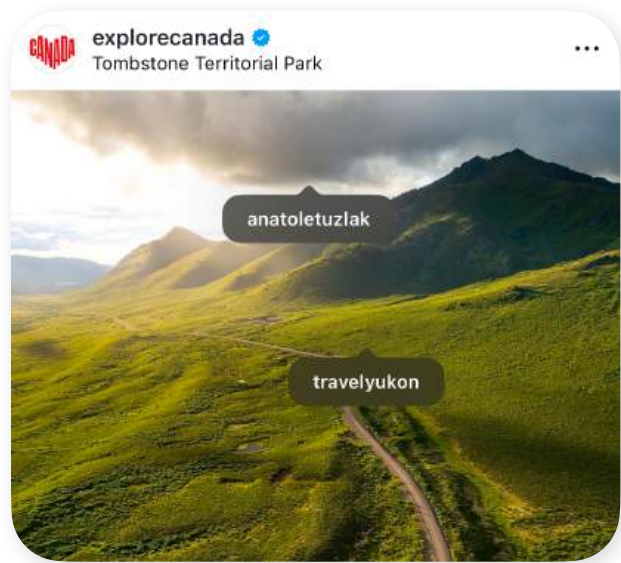 CANADA
explorecanada
Tombstone Territorial Park
anatoletuzlak
travelyukon